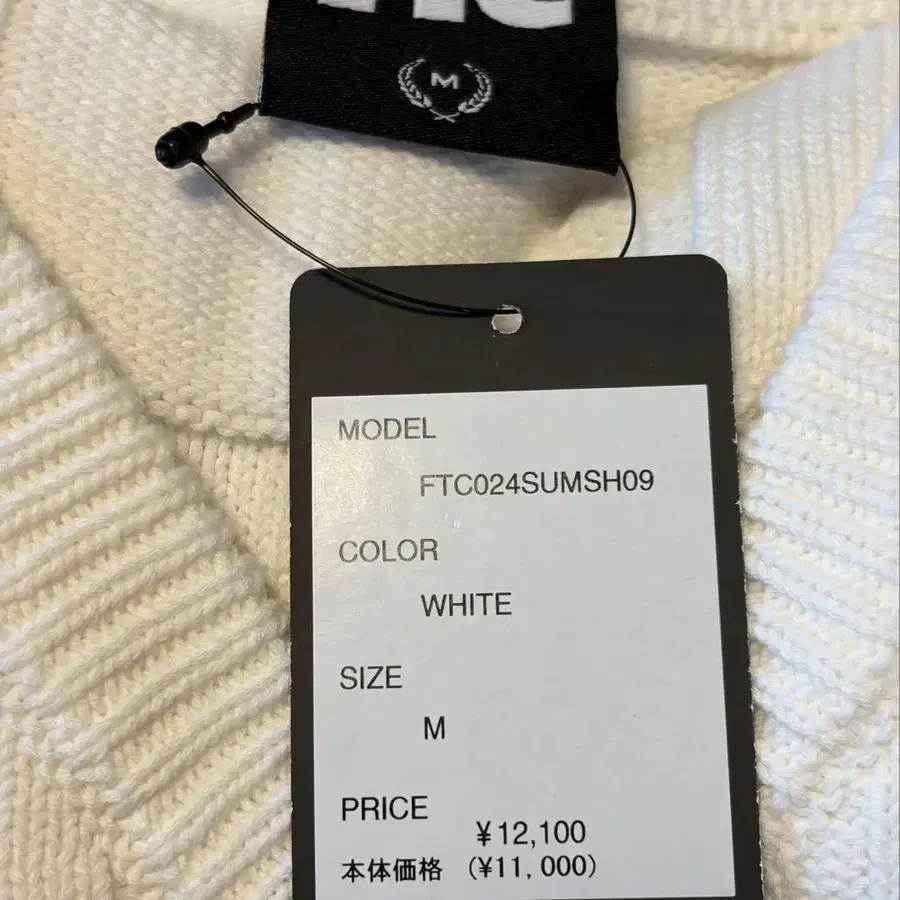 M
MODEL
FTC024SUMSH09
COLOR
WHITE
SIZE
M
PRICE
¥12,100
本体価格 (¥11,000)